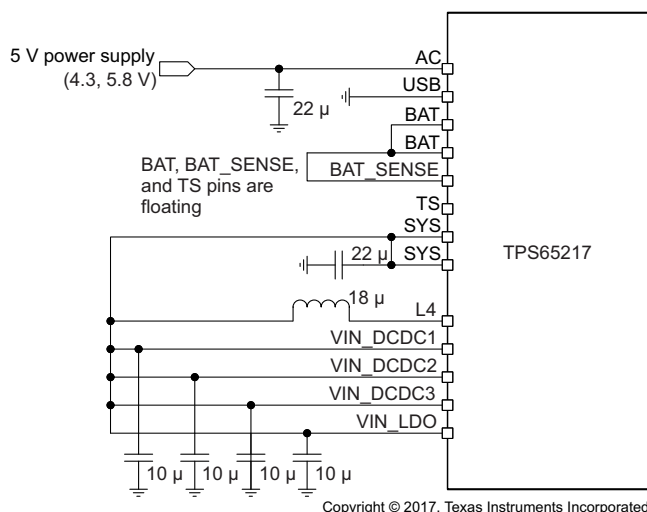 5 V power supply
(4.3, 5.8 V)
22 µ
AC
USB
BAT
BAT
BAT_SENSE
BAT, BAT_SENSE,
and TS pins are
floating
TS
SYS
SYS
22 µ
TPS65217
18 µ
L4
VIN_DCDC1
VIN_DCDC2
VIN_DCDC3
VIN_LDO
10 µ
10 µ
10 µ
10 µ
Copyright © 2017, Texas Instruments Incorporated